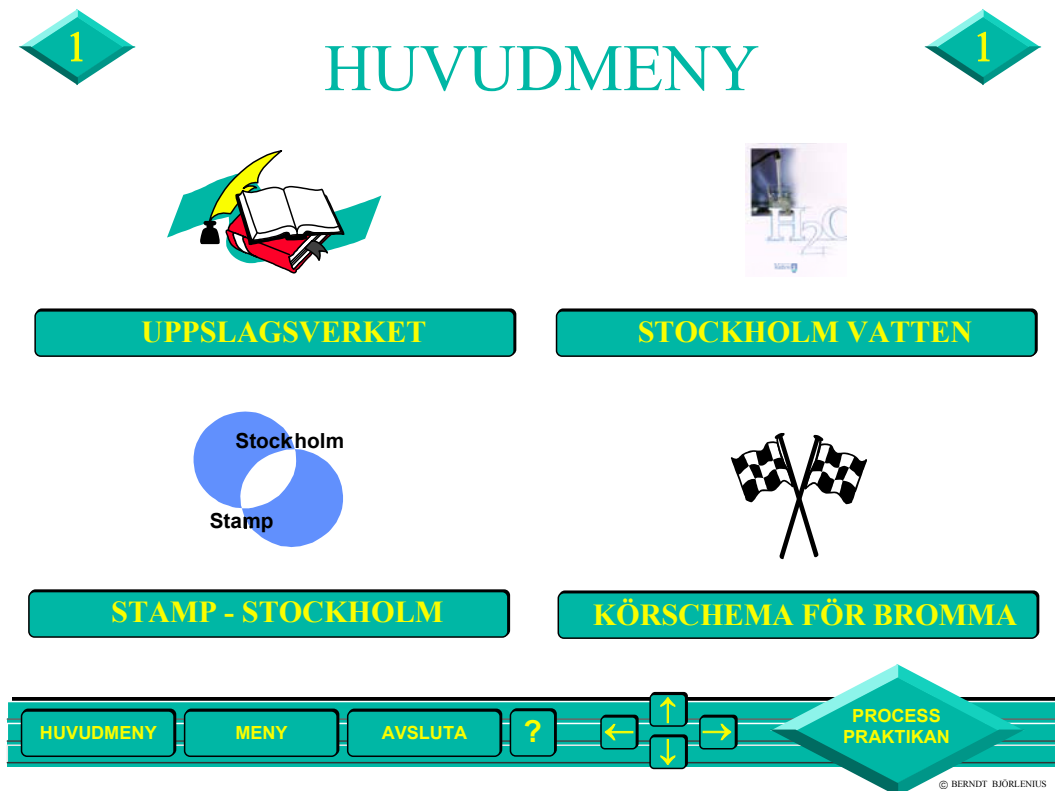 1
HUVUDMENY
1
H2O
UPPSLAGSVERKET
STOCKHOLM VATTEN
Stockholm
Stamp
STAMP - STOCKHOLM
KÖRSCHEMA FÖR BROMMA
HUVUDMENY
MENY
AVSLUTA
?
←
↑
↓
→
PROCESS
PRAKTIKAN
© BERNDT BJÖRLENIUS